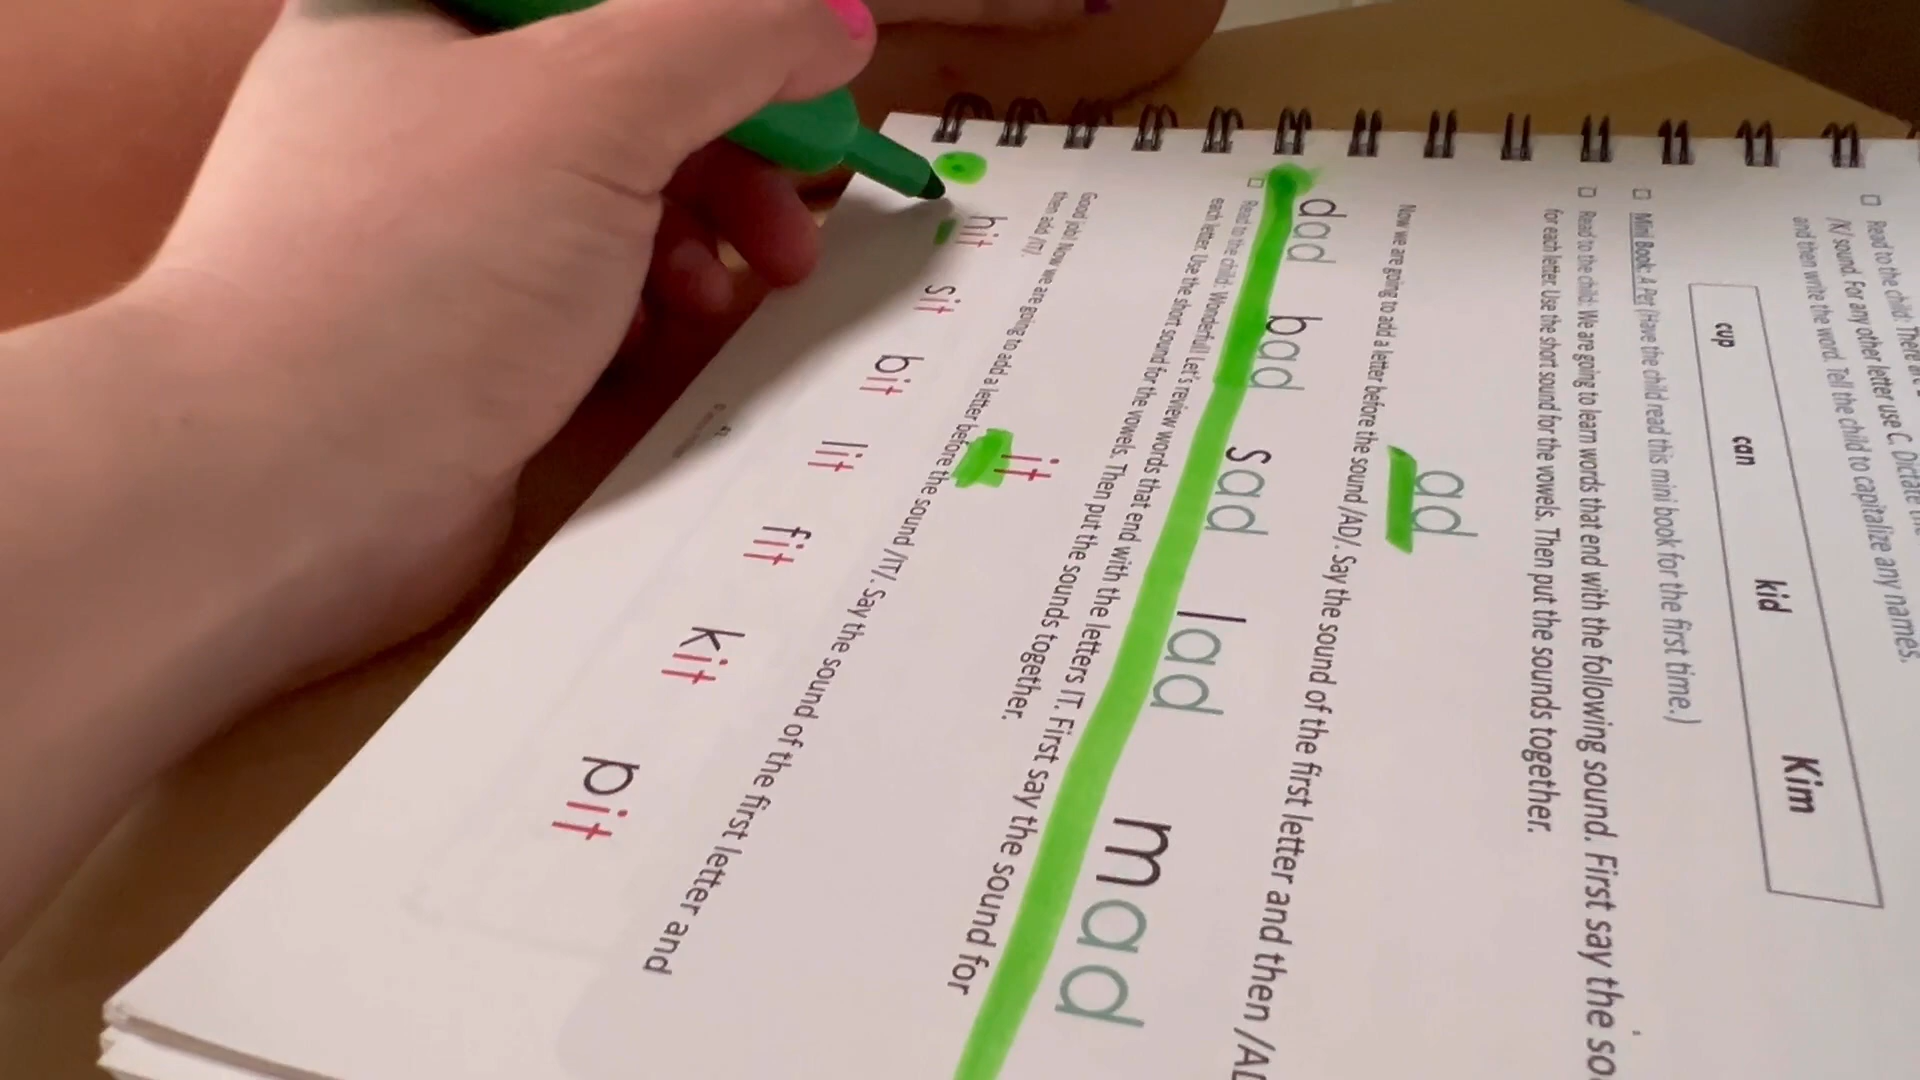 ☐ Read to the child: There are
/K/ sound. For any other letter use C. Dictate the
and then write the word. Tell the child to capitalize any names.
cup can kid Kim
☐ Mini Book: A Pet (Have the child read this mini book for the first time.)
☐ Read to the child: We are going to learn words that end with the following sound. First say the so
for each letter. Use the short sound for the vowels. Then put the sounds together.
ad
Now we are going to add a letter before the sound /AD/. Say the sound of the first letter and then /AD
dad bad sad lad mad
☐ Read to the child: Wonderful! Let's review words that end with the letters IT. First say the sound for
each letter. Use the short sound for the vowels. Then put the sounds together.
it
Good job! Now we are going to add a letter before the sound /IT/. Say the sound of the first letter and
then add /IT/.
hit sit bit lit fit kit pit